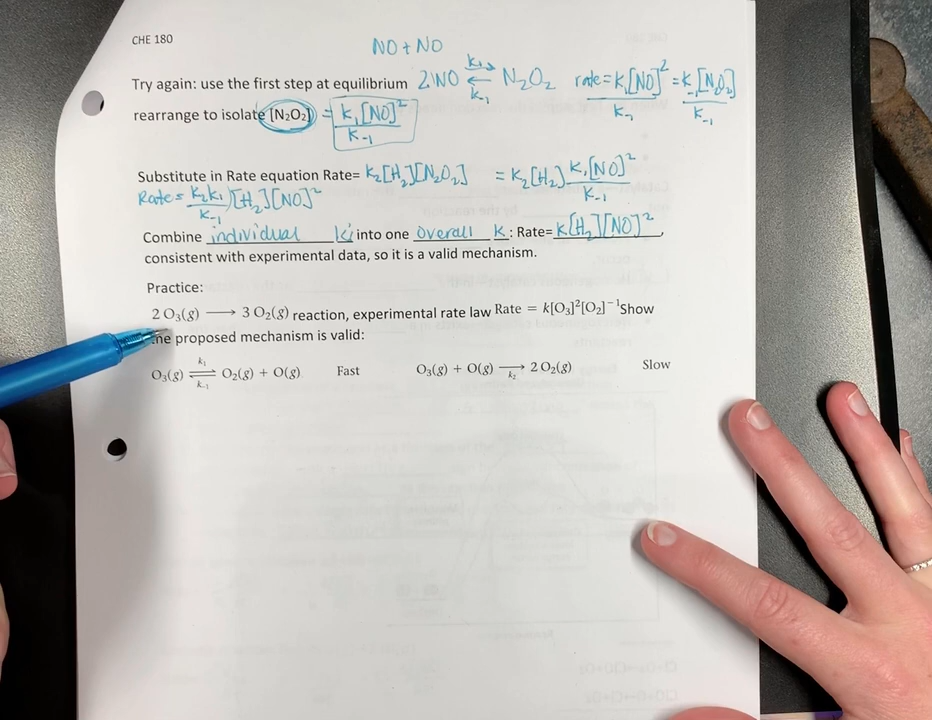 CHE 180
NO + NO
Try again: use the first step at equilibrium 2NO ⇌ N₂O₂ k₁ k₋₁ rate = k₁[NO]² = k₋₁[N₂O₂]
k₋₁ k₋₁
rearrange to isolate [N₂O₂] = k₁[NO]²
k₋₁
Substitute in Rate equation Rate= k₂[H₂][N₂O₂] = k₂[H₂] k₁[NO]²
k₋₁
Rate = k₂k₁ [H₂][NO]²
k₋₁
Combine individual k's into one overall k : Rate= k[H₂][NO]² ,
consistent with experimental data, so it is a valid mechanism.
Practice:
2 O₃(g) ⟶ 3 O₂(g) reaction, experimental rate law Rate = k[O₃]²[O₂]⁻¹Show
the proposed mechanism is valid:
O₃(g) ⇌ O₂(g) + O(g) k₁ k₋₁ Fast O₃(g) + O(g) ⟶ 2 O₂(g) k₂ Slow